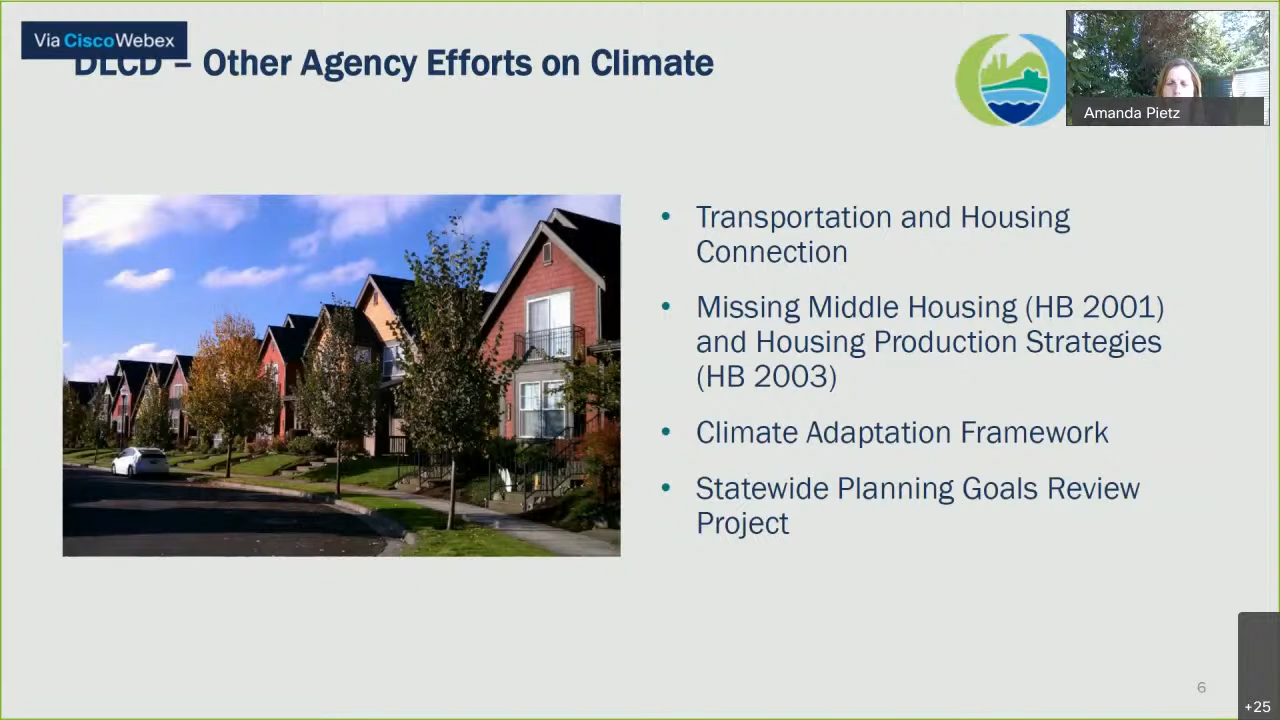 Via CiscoWebex
DLCD – Other Agency Efforts on Climate
Amanda Pietz
• Transportation and Housing
Connection
• Missing Middle Housing (HB 2001)
and Housing Production Strategies
(HB 2003)
• Climate Adaptation Framework
• Statewide Planning Goals Review
Project
6
+25